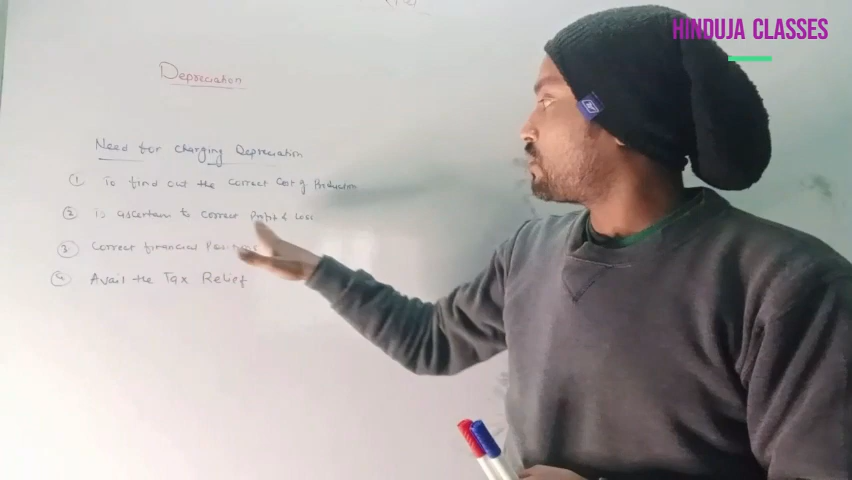 HINDUJA CLASSES
Depreciation
Need for charging Depreciation
① To find out the correct Cost of Production
② To ascertain to correct Profit & Loss
③ Correct financial
④ Avail the Tax Relief